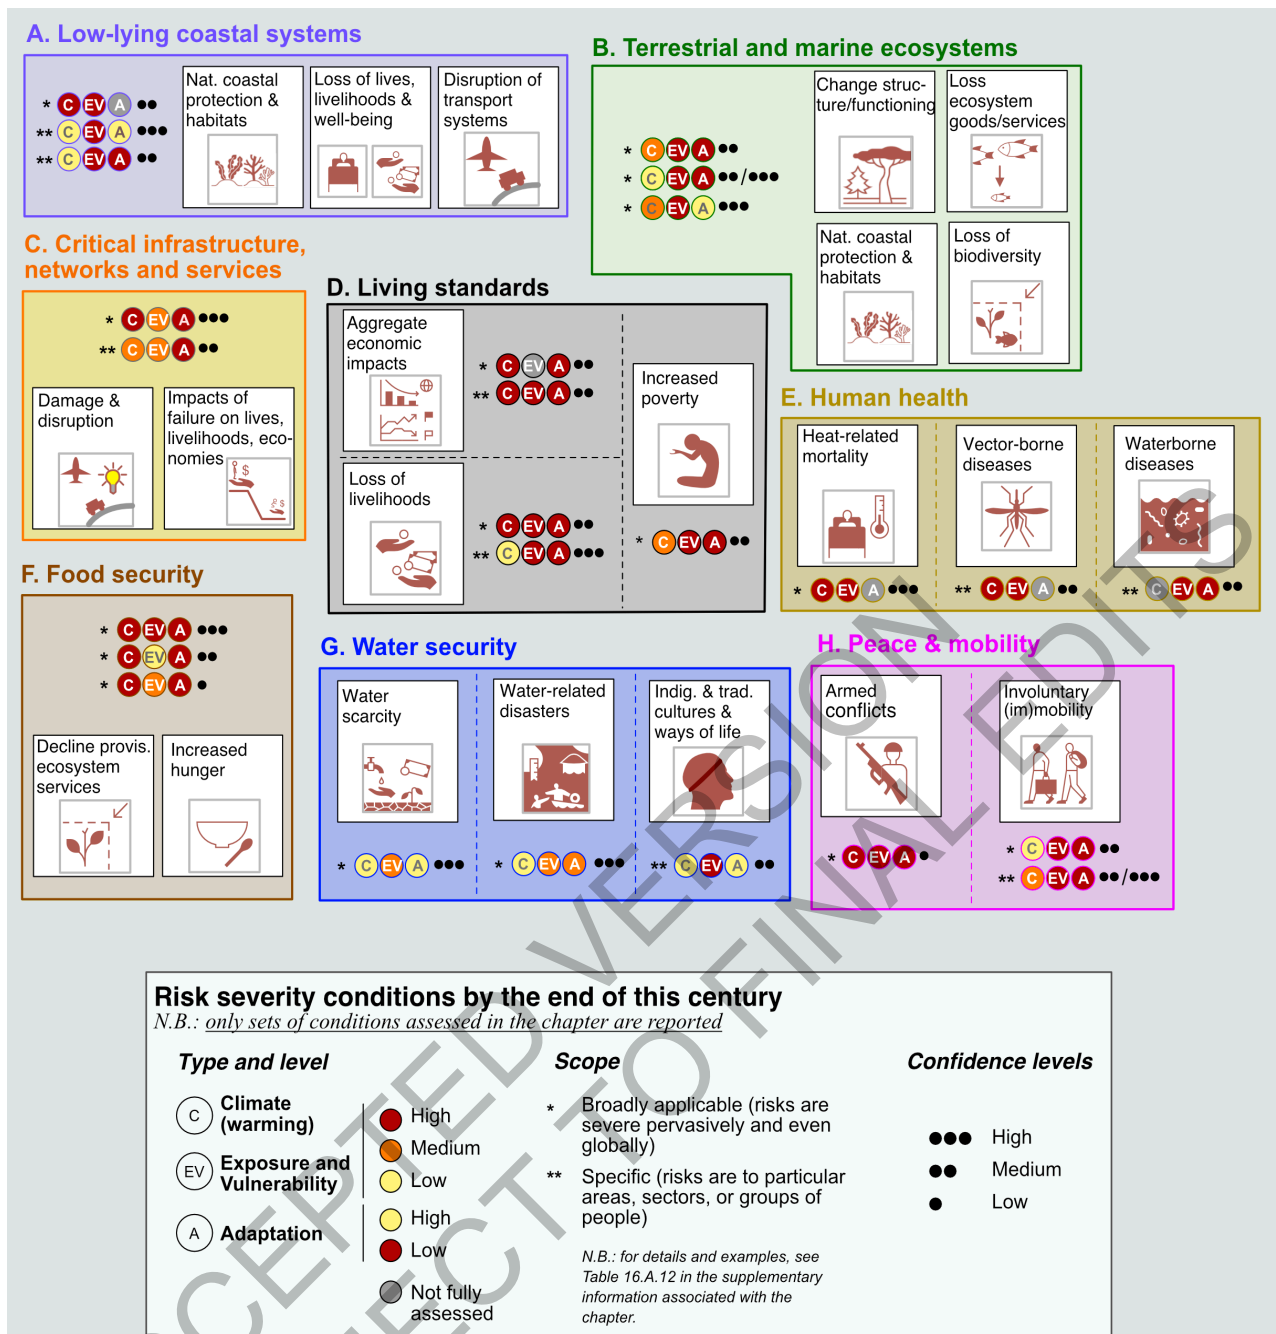 A. Low-lying coastal systems
* C EV A ●●
** C EV A ●●●
** C EV A ●●
Nat. coastal
protection &
habitats
Loss of lives,
livelihoods &
well-being
Disruption of
transport
systems
B. Terrestrial and marine ecosystems
* C EV A ●●
* C EV A ●●/●●●
* C EV A ●●●
Change struc-
ture/functioning
Loss
ecosystem
goods/services
Nat. coastal
protection &
habitats
Loss of
biodiversity
C. Critical infrastructure,
networks and services
* C EV A ●●●
** C EV A ●●
Damage &
disruption
Impacts of
failure on lives,
livelihoods, eco-
nomies
$
£ $
D. Living standards
Aggregate
economic
impacts
* C EV A ●●
** C EV A ●●
Loss of
livelihoods
* C EV A ●●
** C EV A ●●●
Increased
poverty
* C EV A ●●
E. Human health
Heat-related
mortality
* C EV A ●●●
Vector-borne
diseases
** C EV A ●●
Waterborne
diseases
** C EV A ●●
F. Food security
* C EV A ●●●
* C EV A ●●
* C EV A ●
Decline provis.
ecosystem
services
Increased
hunger
G. Water security
Water
scarcity
* C EV A ●●●
Water-related
disasters
* C EV A ●●●
Indig. & trad.
cultures &
ways of life
** C EV A ●●
H. Peace & mobility
Armed
conflicts
* C EV A ●
Involuntary
(im)mobility
* C EV A ●●
** C EV A ●●/●●●
Risk severity conditions by the end of this century
N.B.: only sets of conditions assessed in the chapter are reported
Type and level
C Climate
(warming)
EV Exposure and
Vulnerability
A Adaptation
High
Medium
Low
High
Low
Not fully
assessed
Scope
* Broadly applicable (risks are
severe pervasively and even
globally)
** Specific (risks are to particular
areas, sectors, or groups of
people)
N.B.: for details and examples, see
Table 16.A.12 in the supplementary
information associated with the
chapter.
Confidence levels
●●● High
●● Medium
● Low
CEPTED VERSION
JECT TO FINAL EDITS